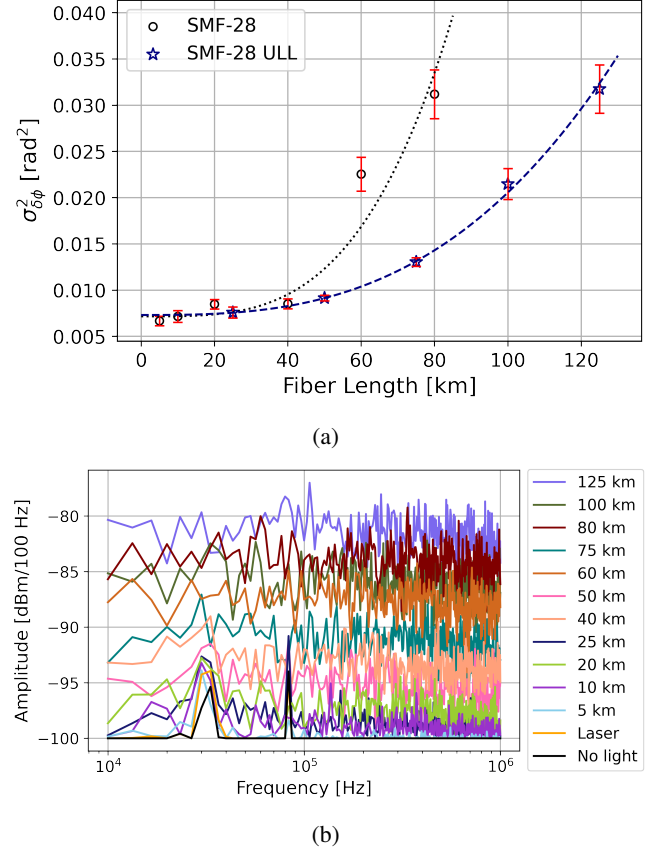 0.040
0.035
0.030
0.025
0.020
0.015
0.010
0.005
σ²_δϕ [rad²]
SMF-28
SMF-28 ULL
0 20 40 60 80 100 120
Fiber Length [km]
(a)
−80
−85
−90
−95
−100
Amplitude [dBm/100 Hz]
10⁴ 10⁵ 10⁶
Frequency [Hz]
125 km
100 km
80 km
75 km
60 km
50 km
40 km
25 km
20 km
10 km
5 km
Laser
No light
(b)